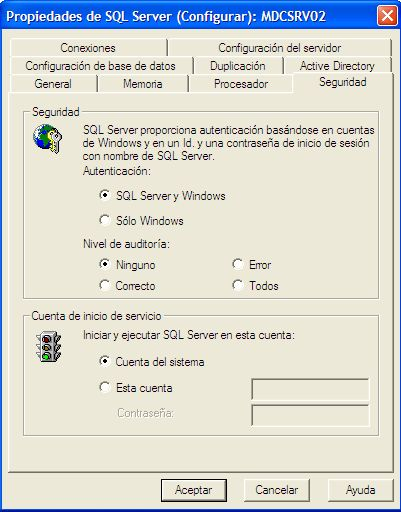 Propiedades de SQL Server (Configurar): MDCSRV02
Conexiones
Configuración del servidor
Configuración de base de datos
Duplicación
Active Directory
General
Memoria
Procesador
Seguridad
Seguridad
SQL Server proporciona autenticación basándose en cuentas
de Windows y en un Id. y una contraseña de inicio de sesión
con nombre de SQL Server.
Autenticación:
SQL Server y Windows
Sólo Windows
Nivel de auditoría:
Ninguno
Error
Correcto
Todos
Cuenta de inicio de servicio
Iniciar y ejecutar SQL Server en esta cuenta:
Cuenta del sistema
Esta cuenta
Contraseña:
Aceptar
Cancelar
Ayuda